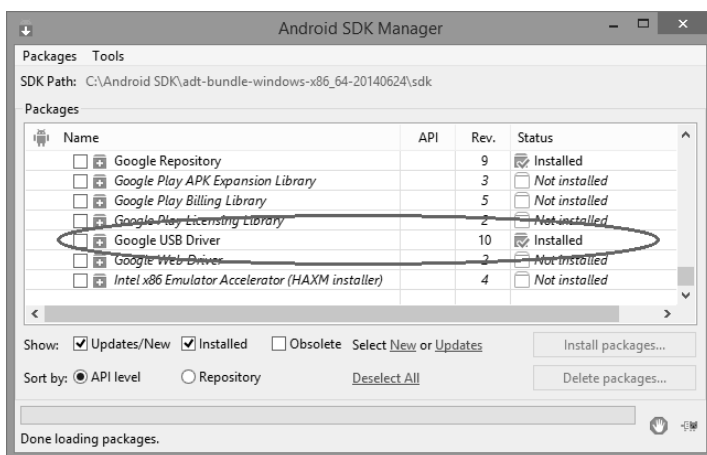 Android SDK Manager
Packages Tools
SDK Path: C:\Android SDK\adt-bundle-windows-x86_64-20140624\sdk
Packages
Name API Rev. Status
Google Repository 9 Installed
Google Play APK Expansion Library 3 Not installed
Google Play Billing Library 5 Not installed
Google Play Licensing Library 2 Not installed
Google USB Driver 10 Installed
Google Web Driver 2 Not installed
Intel x86 Emulator Accelerator (HAXM installer) 4 Not installed
Show: Updates/New Installed Obsolete Select New or Updates Install packages...
Sort by: API level Repository Deselect All Delete packages...
Done loading packages.